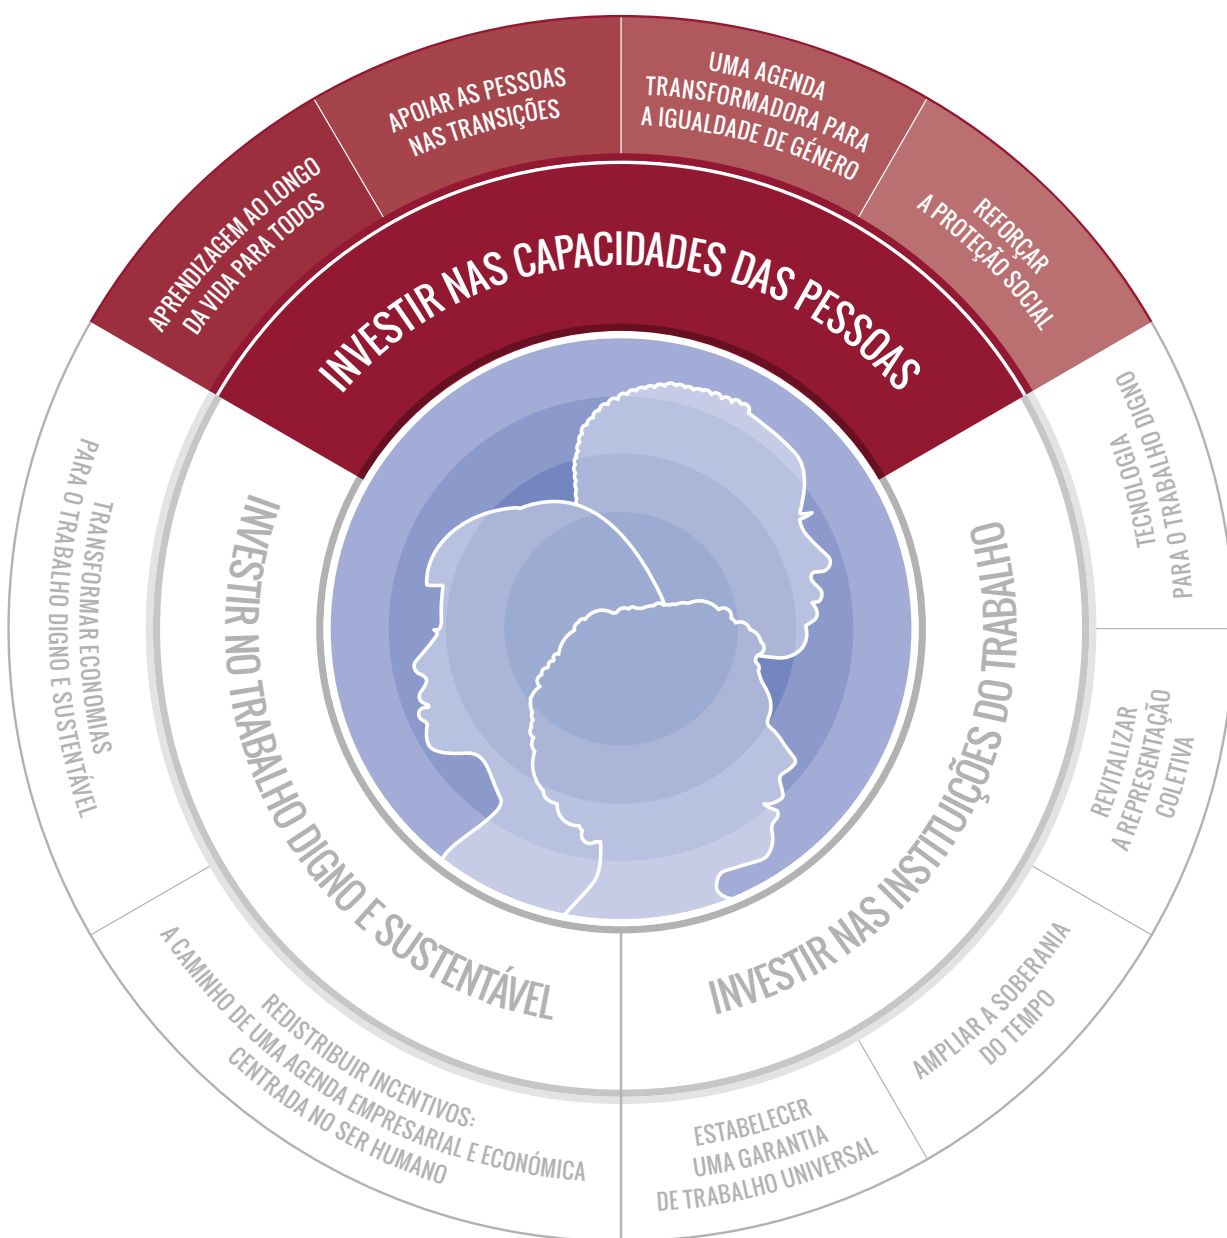 INVESTIR NAS CAPACIDADES DAS PESSOAS
APRENDIZAGEM AO LONGO
DA VIDA PARA TODOS
APOIAR AS PESSOAS
NAS TRANSIÇÕES
UMA AGENDA
TRANSFORMADORA PARA
A IGUALDADE DE GÉNERO
REFORÇAR
A PROTEÇÃO SOCIAL
INVESTIR NAS INSTITUIÇÕES DO TRABALHO
TECNOLOGIA
PARA O TRABALHO DIGNO
REVITALIZAR
A REPRESENTAÇÃO
COLETIVA
AMPLIAR A SOBERANIA
DO TEMPO
ESTABELECER
UMA GARANTIA
DE TRABALHO UNIVERSAL
INVESTIR NO TRABALHO DIGNO E SUSTENTÁVEL
TRANSFORMAR ECONOMIAS
PARA O TRABALHO DIGNO E SUSTENTÁVEL
REDISTRIBUIR INCENTIVOS:
A CAMINHO DE UMA AGENDA EMPRESARIAL E ECONÓMICA
CENTRADA NO SER HUMANO